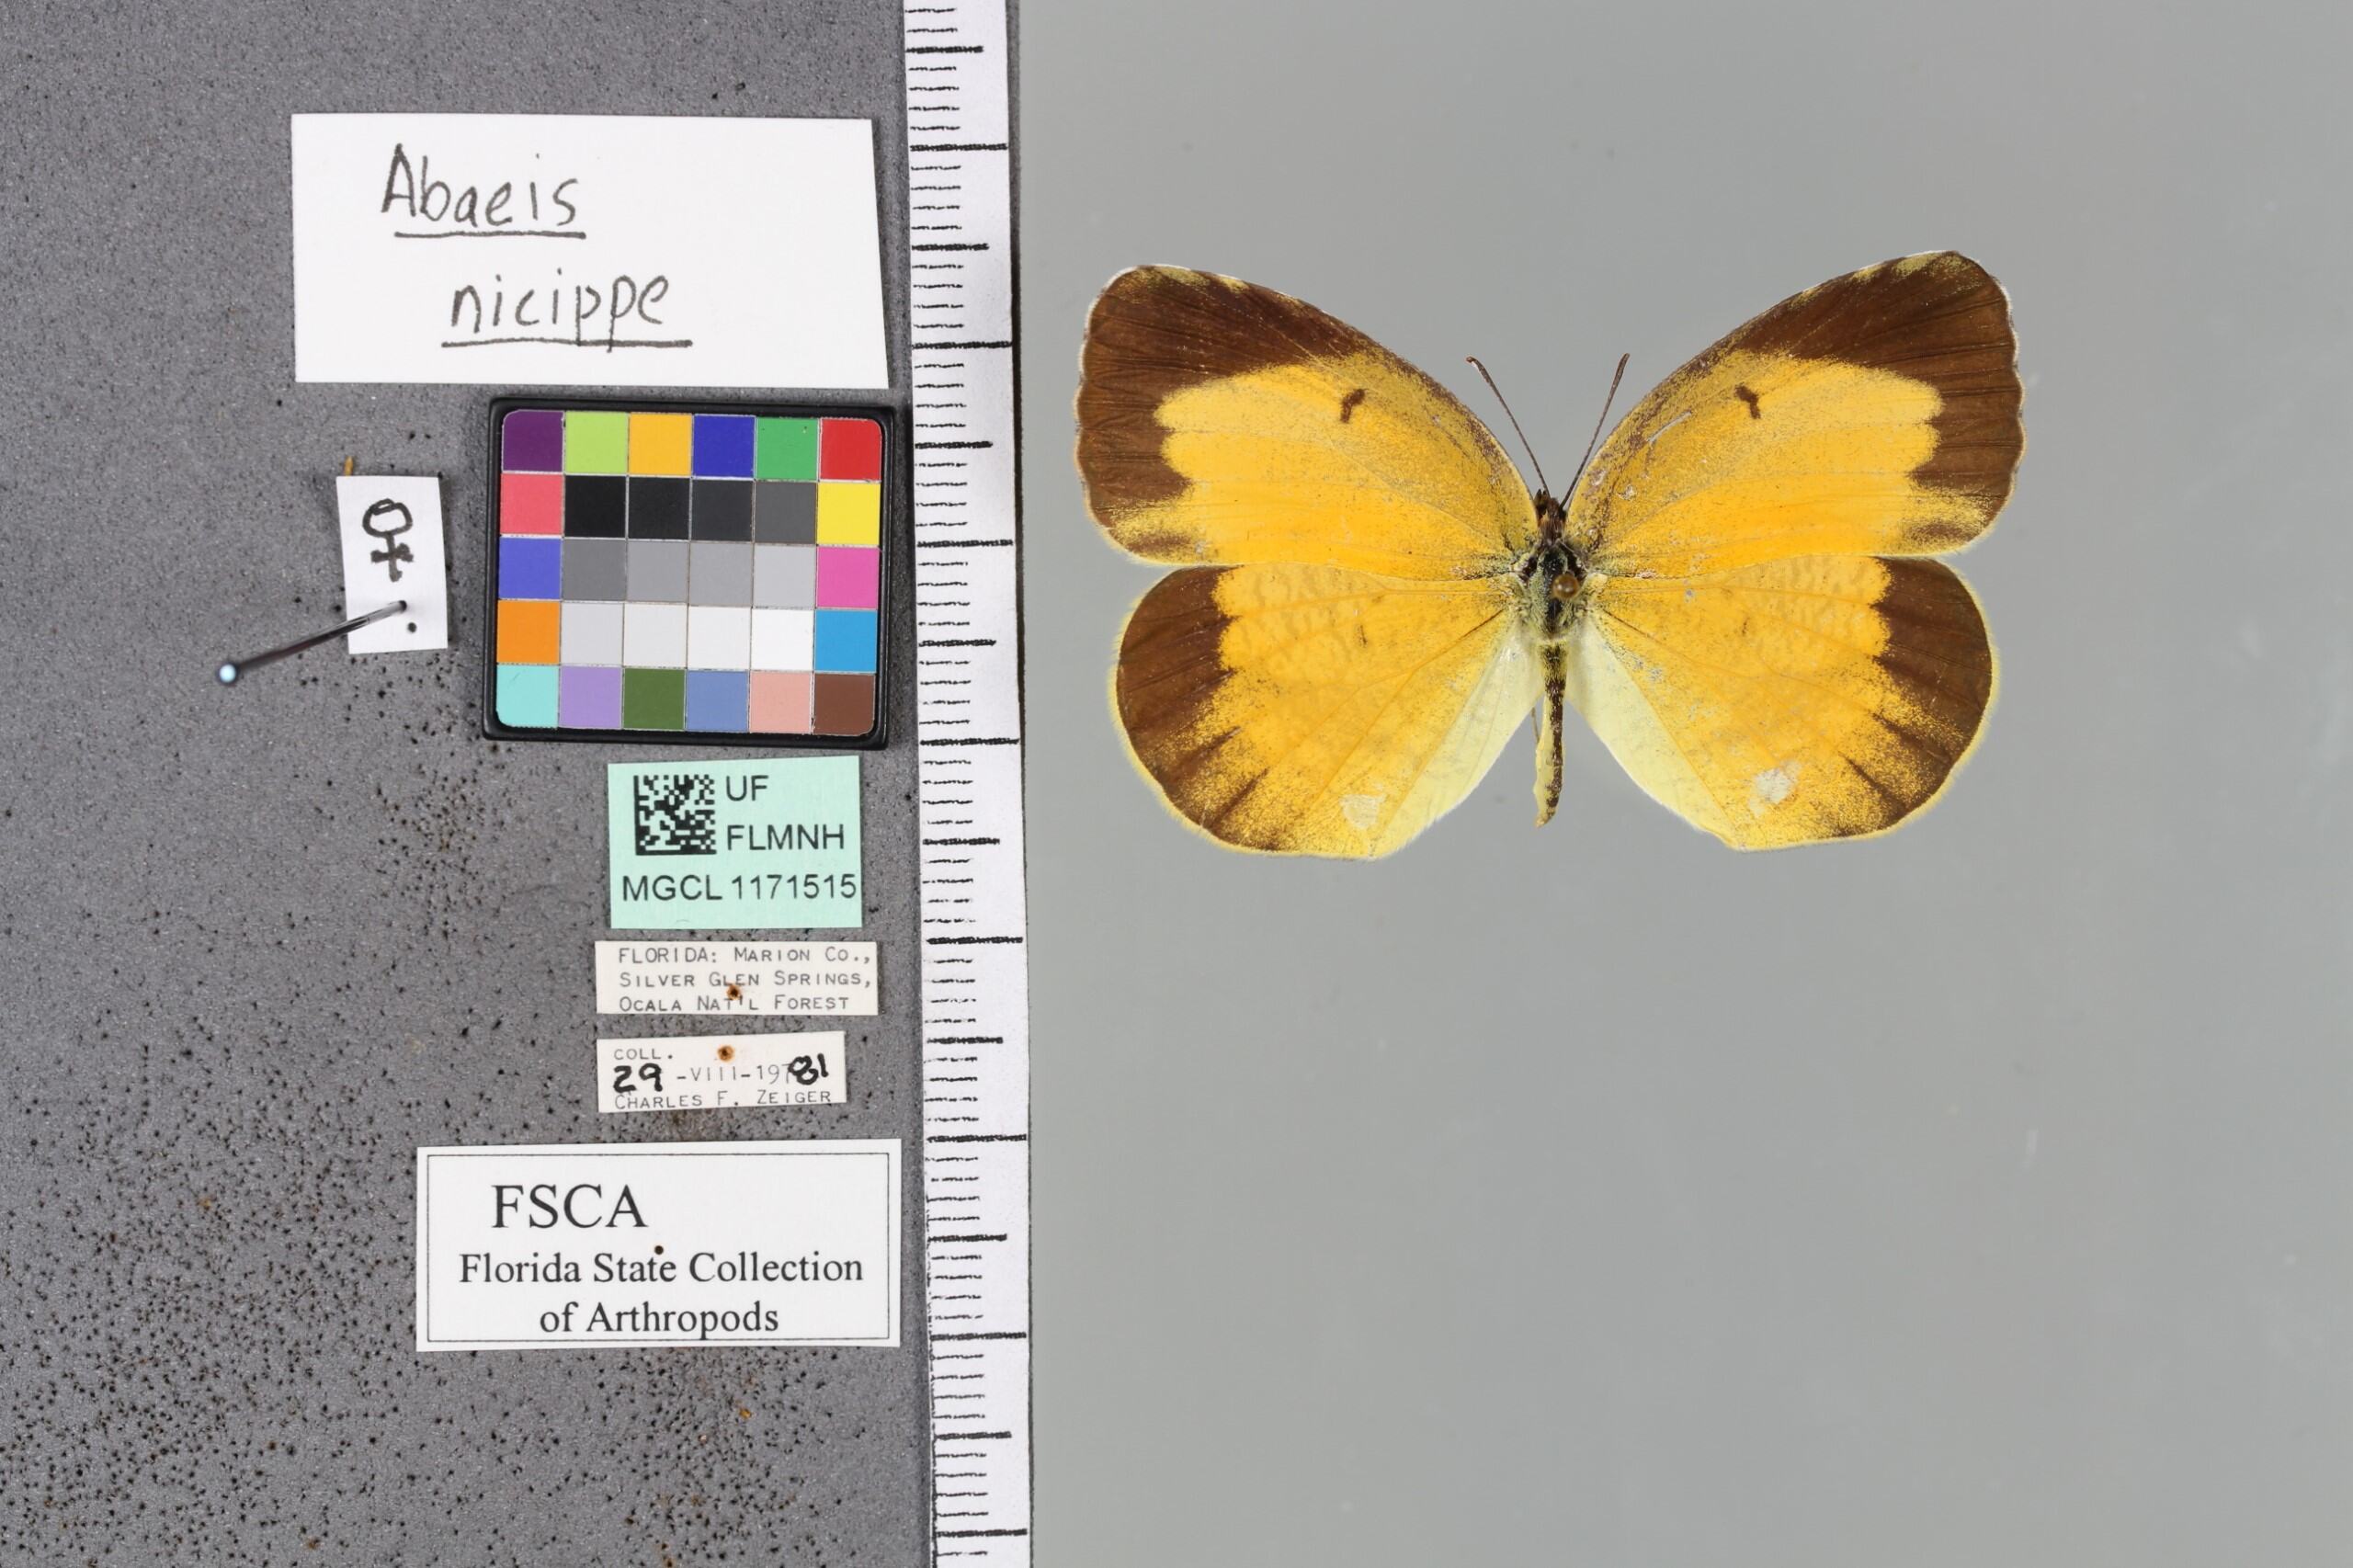 Abaeis
nicippe
♀
UF
FLMNH
MGCL 1171515
FLORIDA: MARION CO.,
SILVER GLEN SPRINGS,
OCALA NAT'L FOREST
COLL.
29-VIII-1981
CHARLES F. ZEIGER
FSCA
Florida State Collection
of Arthropods